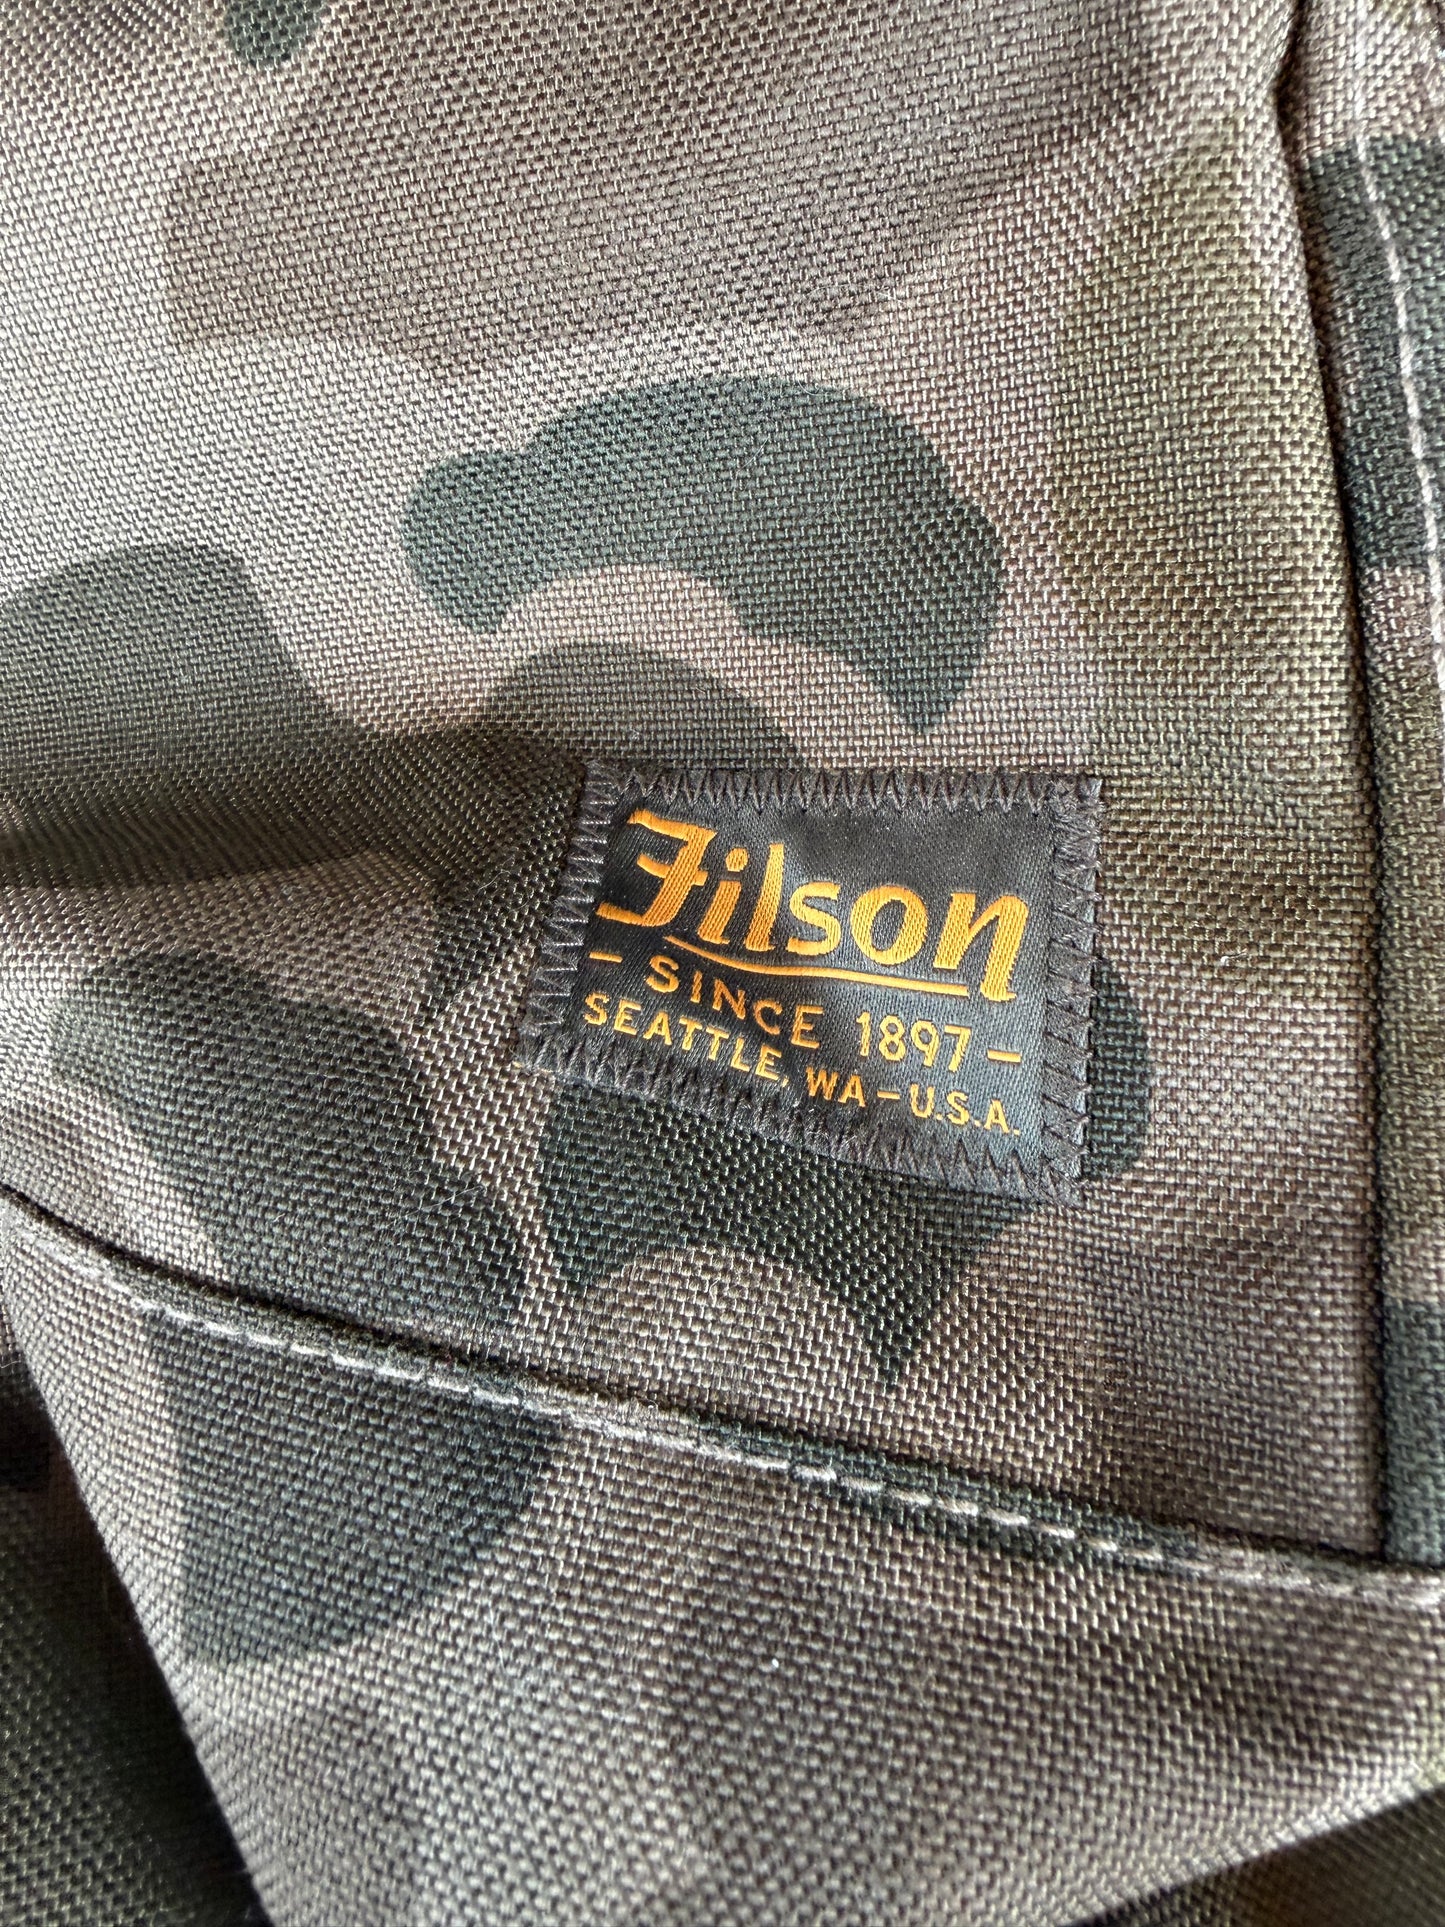 Filson
- SINCE 1897 -
SEATTLE, WA - U.S.A.